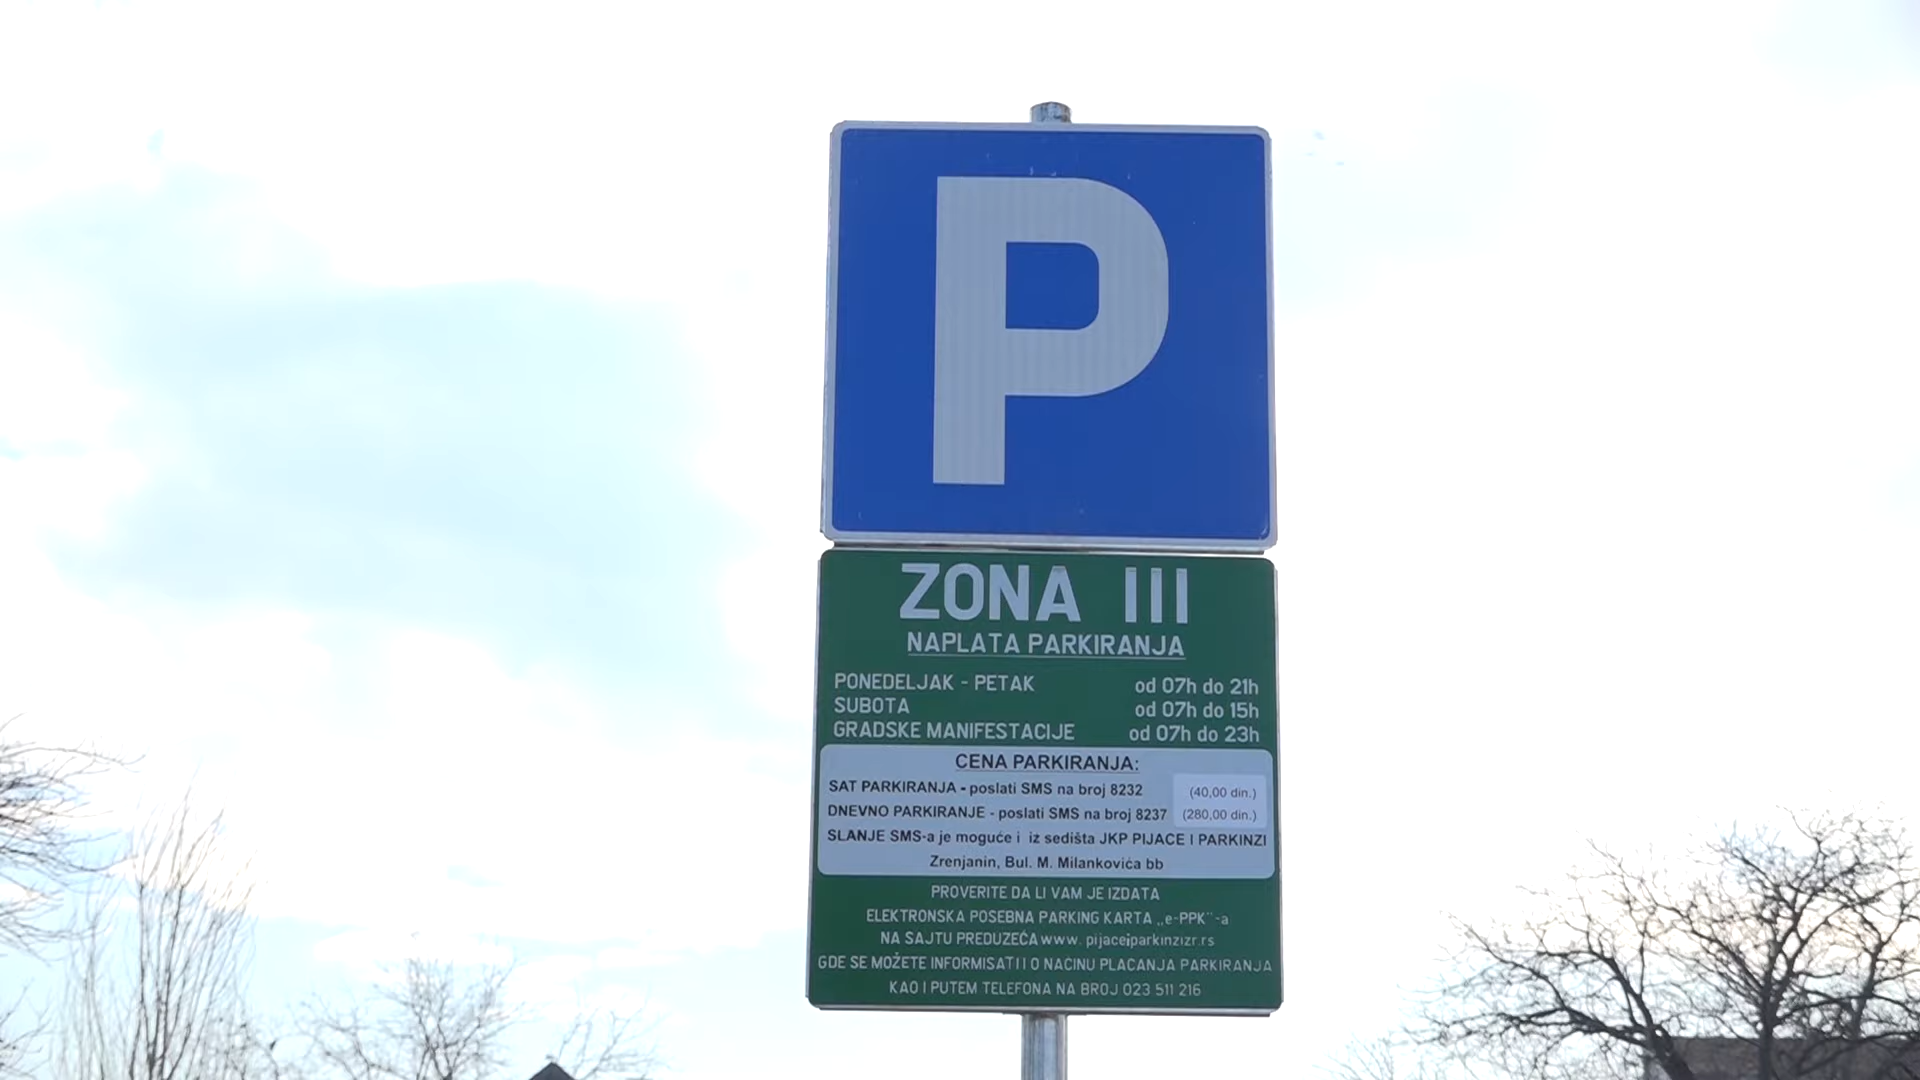 P
ZONA III
NAPLATA PARKIRANJA
PONEDELJAK - PETAK od 07h do 21h
SUBOTA od 07h do 15h
GRADSKE MANIFESTACIJE od 07h do 23h
CENA PARKIRANJA:
SAT PARKIRANJA - poslati SMS na broj 8232 (40,00 din.)
DNEVNO PARKIRANJE - poslati SMS na broj 8237 (280,00 din.)
SLANJE SMS-a je moguće i iz sedišta JKP PIJACE I PARKINZI
Zrenjanin, Bul. M. Milankovića bb
PROVERITE DA LI VAM JE IZDATA
ELEKTRONSKA POSEBNA PARKING KARTA „e-PPK"-a
NA SAJTU PREDUZEĆA www. pijaceiparkinzizr.rs
GDE SE MOŽETE INFORMISATI I O NAČINU PLAĆANJA PARKIRANJA
KAO I PUTEM TELEFONA NA BROJ 023 511 216